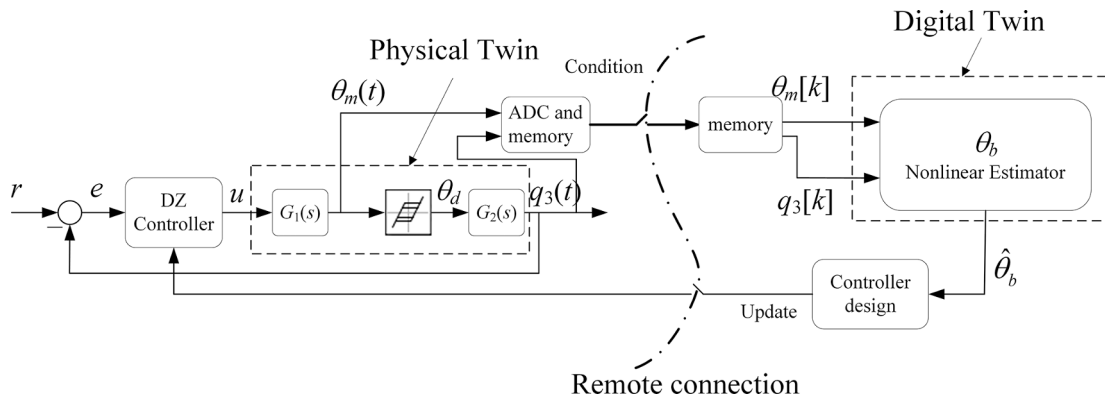 Digital Twin
Physical Twin
Condition
θm(t)
θm[k]
ADC and
memory
memory
θb
Nonlinear Estimator
r
e
DZ
Controller
u
G1(s)
θd
G2(s)
q3(t)
q3[k]
−
θ̂b
Controller
design
Update
Remote connection